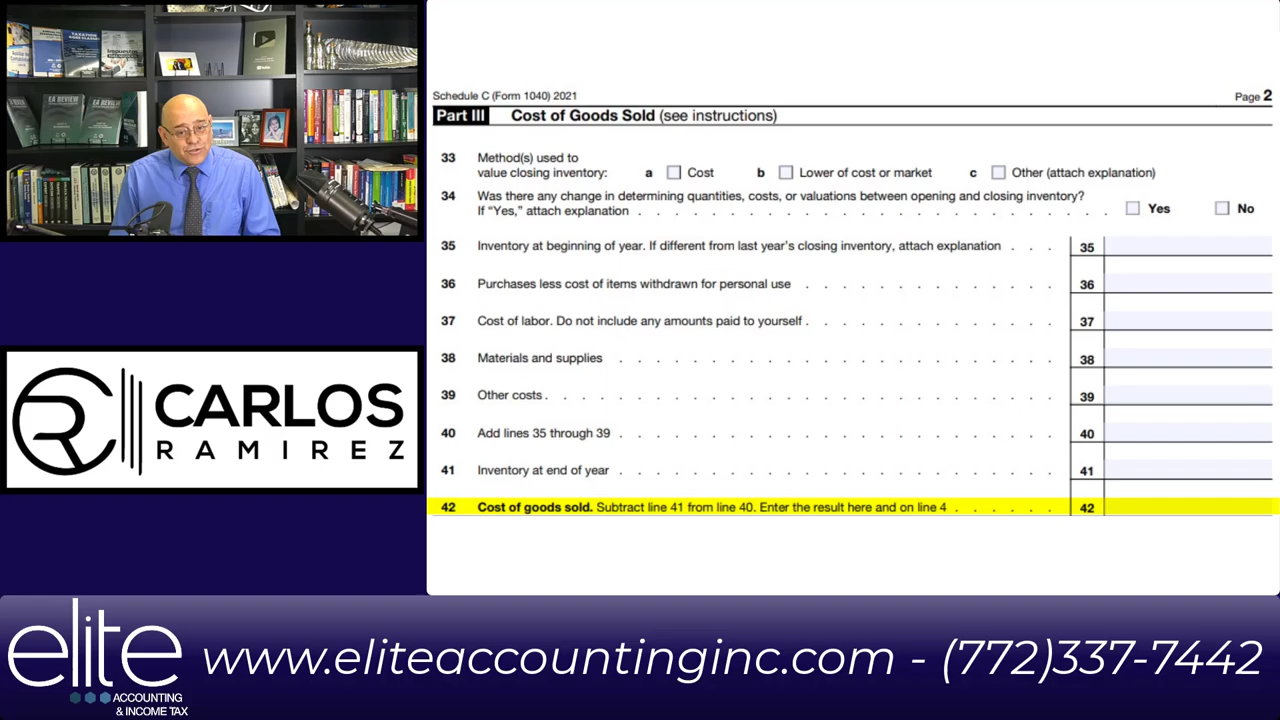 TAXATION
Impuestos
EA REVIEW
EA REVIEW
Schedule C (Form 1040) 2021
Page 2
Part III Cost of Goods Sold (see instructions)
33 Method(s) used to
value closing inventory: a Cost b Lower of cost or market c Other (attach explanation)
34 Was there any change in determining quantities, costs, or valuations between opening and closing inventory?
If “Yes,” attach explanation . . . . . . . . . . . . . . . . . . . . . . . . . Yes No
35 Inventory at beginning of year. If different from last year’s closing inventory, attach explanation . . . 35
36 Purchases less cost of items withdrawn for personal use . . . . . . . . . . . . . . 36
37 Cost of labor. Do not include any amounts paid to yourself . . . . . . . . . . . . . . 37
38 Materials and supplies . . . . . . . . . . . . . . . . . . . . . . . . 38
39 Other costs . . . . . . . . . . . . . . . . . . . . . . . . . . . . 39
40 Add lines 35 through 39 . . . . . . . . . . . . . . . . . . . . . . . . 40
41 Inventory at end of year . . . . . . . . . . . . . . . . . . . . . . . . 41
42 Cost of goods sold. Subtract line 41 from line 40. Enter the result here and on line 4 . . . . . . 42
CARLOS
RAMIREZ
elite
ACCOUNTING
& INCOME TAX
www.eliteaccountinginc.com - (772)337-7442